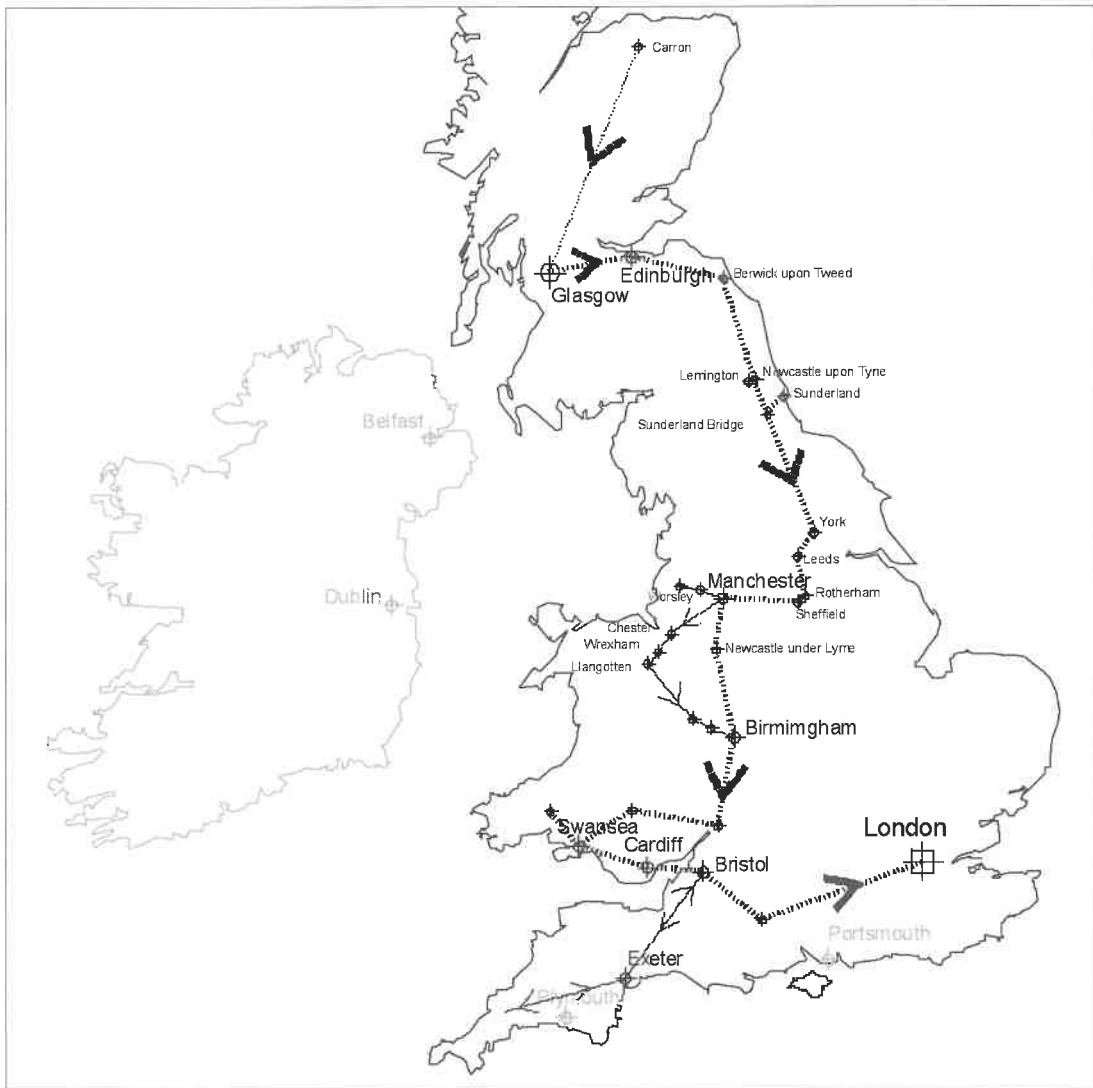 Carron
Edinburgh
Berwick upon Tweed
Glasgow
Newcastle upon Tyne
Lemington
Sunderland
Belfast
Sunderland Bridge
York
Leeds
Manchester
Rotherham
Worsley
Dublin
Sheffield
Chester
Wrexham
Newcastle under Lyme
Llangotten
Birmimgham
Swansea
London
Cardiff
Bristol
Portsmouth
Exeter
Plymouth